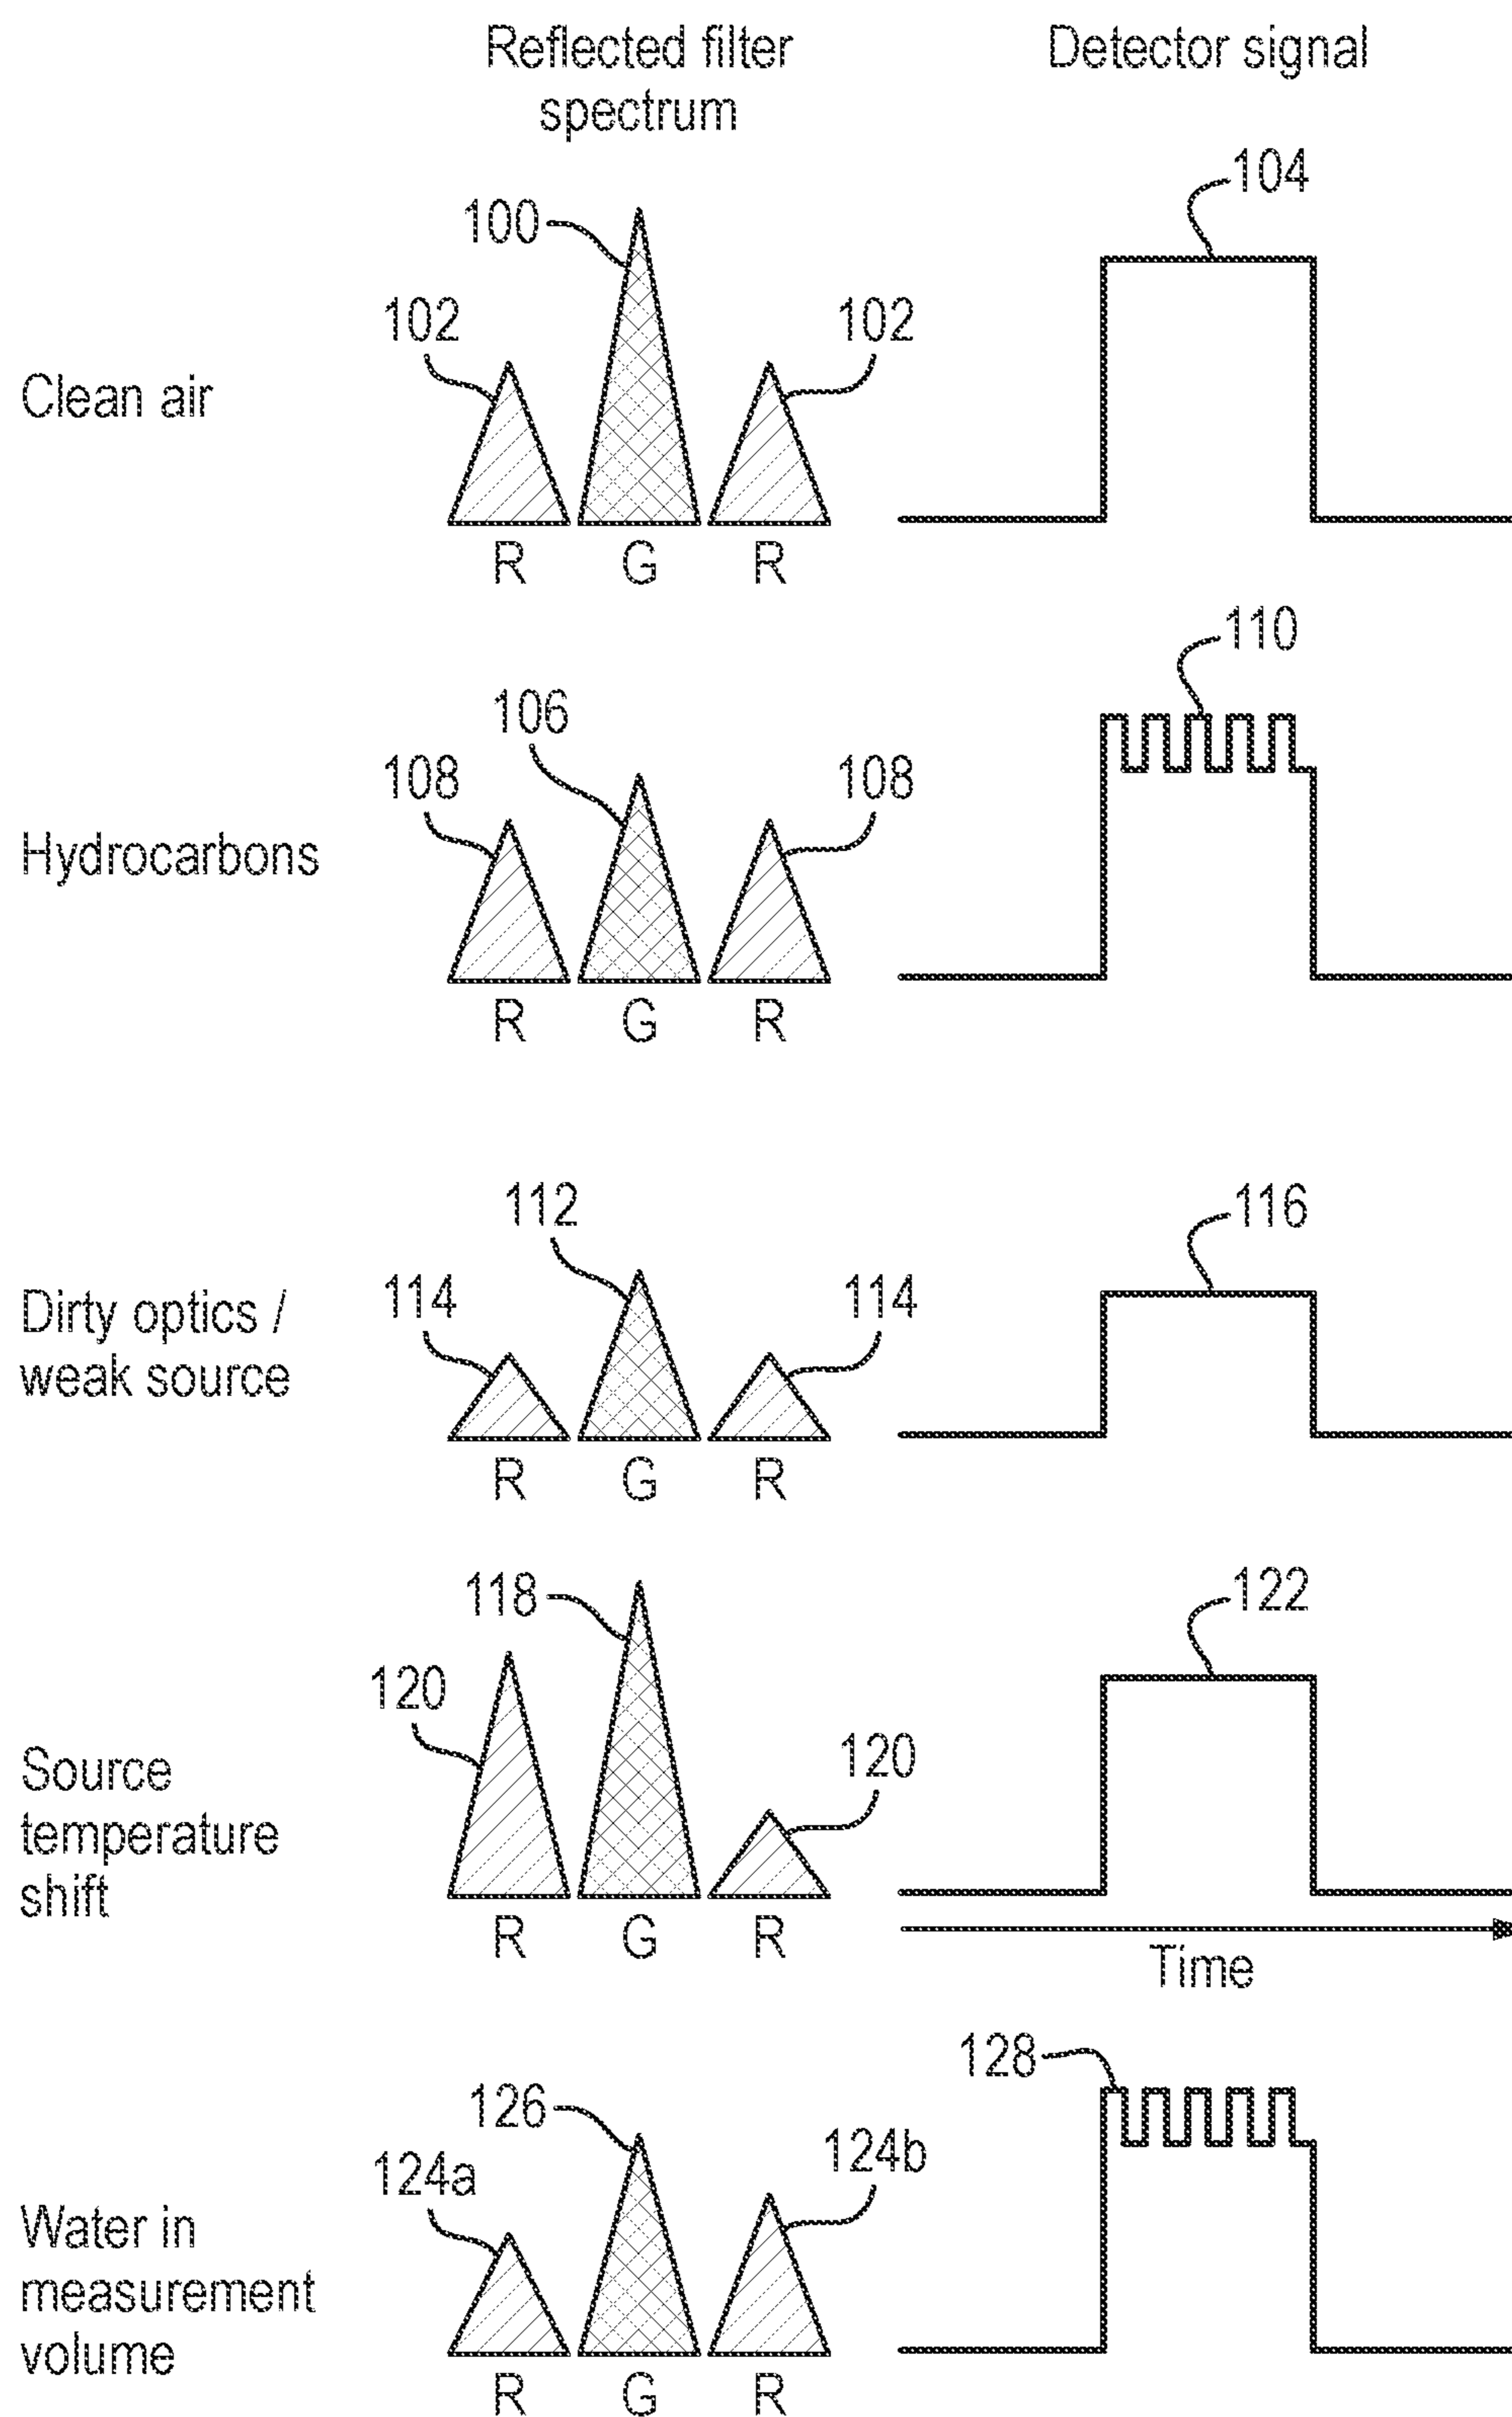 Reflected filter
spectrum
Detector signal
104
100
102
102
Clean air
R G R
110
106
108
108
Hydrocarbons
R G R
112
116
114
114
Dirty optics /
weak source
R G R
118
122
120
120
Source
temperature
shift
R G R
Time
128
126
124a
124b
Water in
measurement
volume
R G R